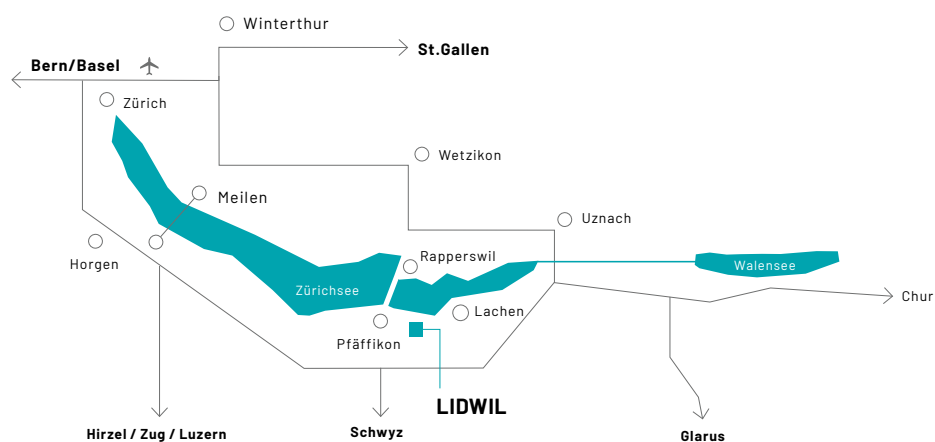 Winterthur
St.Gallen
Bern/Basel
Zürich
Wetzikon
Meilen
Uznach
Horgen
Rapperswil
Walensee
Zürichsee
Chur
Lachen
Pfäffikon
LIDWIL
Hirzel / Zug / Luzern
Schwyz
Glarus